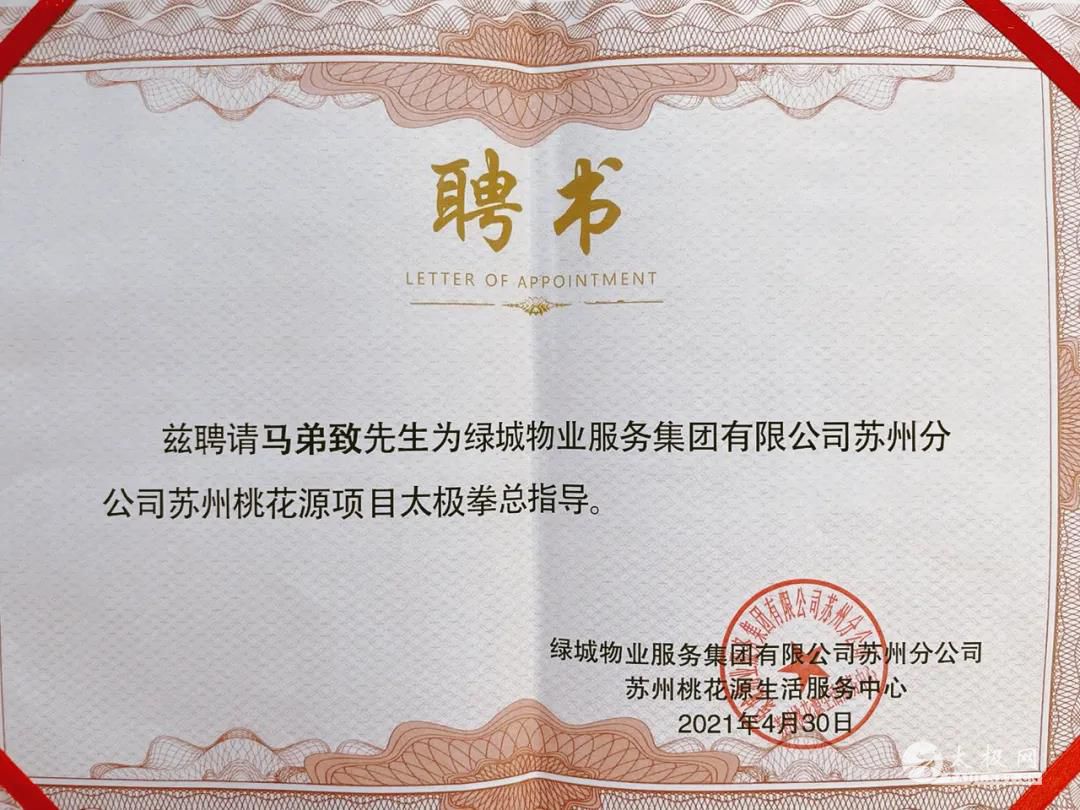 聘书
LETTER OF APPOINTMENT
兹聘请马弟致先生为绿城物业服务集团有限公司苏州分
公司苏州桃花源项目太极拳总指导。
绿城物业服务集团有限公司苏州分公司
苏州桃花源生活服务中心
2021年4月30日
太极网